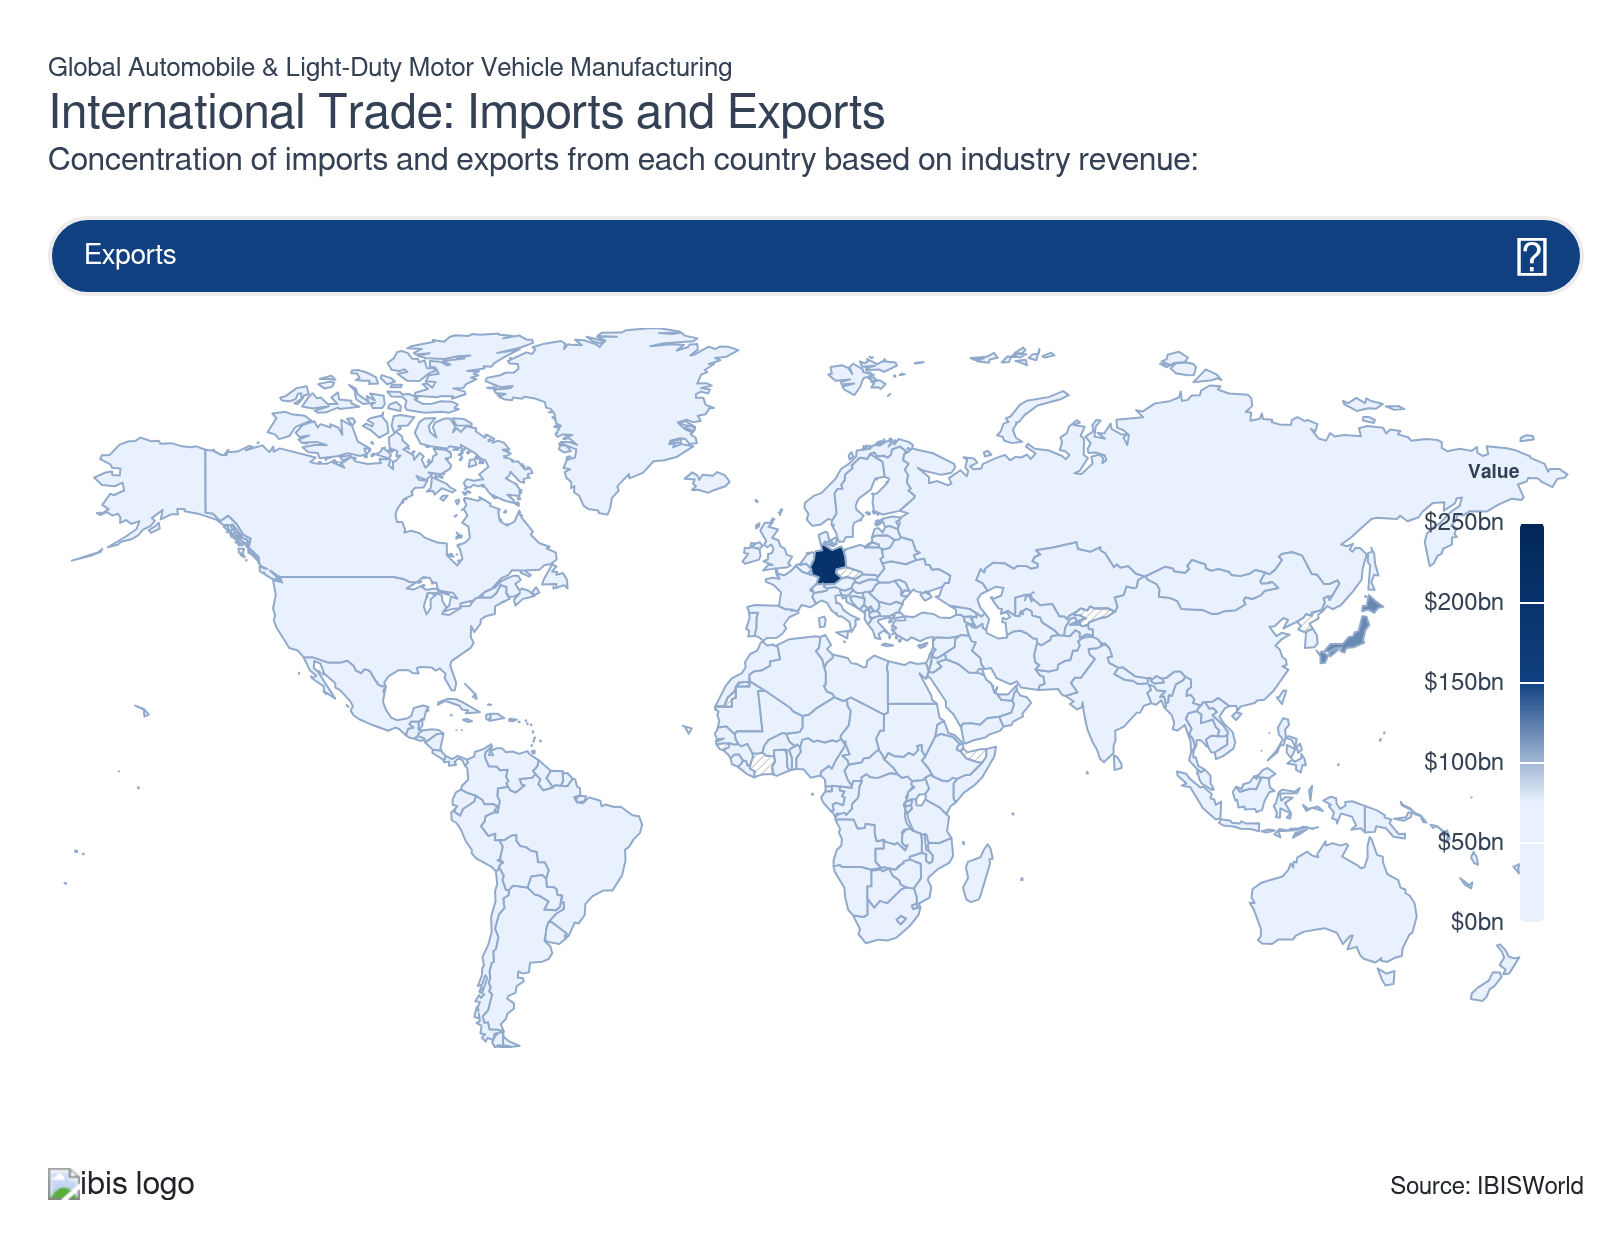 Global Automobile & Light-Duty Motor Vehicle Manufacturing
International Trade: Imports and Exports
Concentration of imports and exports from each country based on industry revenue:
Exports
Value
$250bn
$200bn
$150bn
$100bn
$50bn
$0bn
ibis logo
Source: IBISWorld